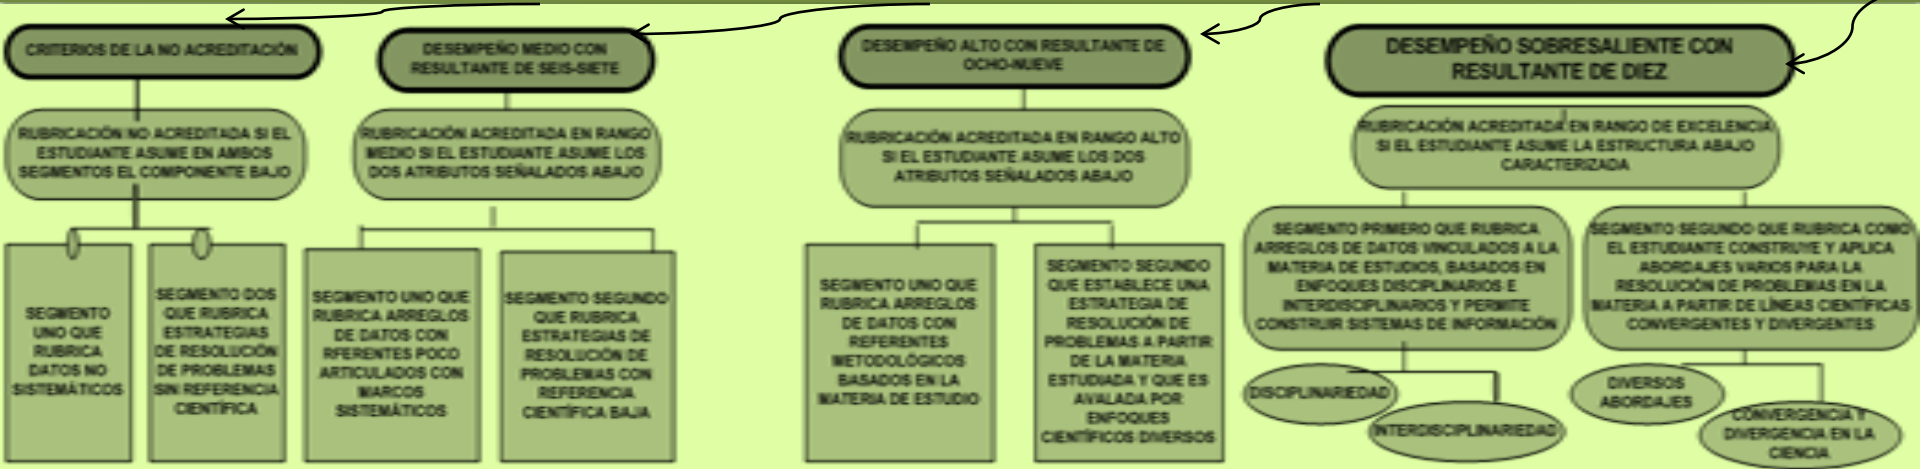 CRITERIOS DE LA NO ACREDITACIÓN
RUBRICACIÓN NO ACREDITADA SI EL
ESTUDIANTE ASUME EN AMBOS
SEGMENTOS EL COMPONENTE BAJO
SEGMENTO
UNO QUE
RUBRICA
DATOS NO
SISTEMÁTICOS
SEGMENTO DOS
QUE RUBRICA
ESTRATEGIAS
DE RESOLUCIÓN
DE PROBLEMAS
SIN REFERENCIA
CIENTÍFICA
DESEMPEÑO MEDIO CON
RESULTANTE DE SEIS-SIETE
RUBRICACIÓN ACREDITADA EN RANGO
MEDIO SI EL ESTUDIANTE ASUME LOS
DOS ATRIBUTOS SEÑALADOS ABAJO
SEGMENTO UNO QUE
RUBRICA ARREGLOS
DE DATOS CON
RFERENTES POCO
ARTICULADOS CON
MARCOS
SISTEMÁTICOS
SEGMENTO SEGUNDO
QUE RUBRICA
ESTRATEGIAS DE
RESOLUCIÓN DE
PROBLEMAS CON
REFERENCIA
CIENTÍFICA BAJA
DESEMPEÑO ALTO CON RESULTANTE DE
OCHO-NUEVE
RUBRICACIÓN ACREDITADA EN RANGO ALTO
SI EL ESTUDIANTE ASUME LOS DOS
ATRIBUTOS SEÑALADOS ABAJO
SEGMENTO UNO QUE
RUBRICA ARREGLOS
DE DATOS CON
REFERENTES
METODOLÓGICOS
BASADOS EN LA
MATERIA DE ESTUDIO
SEGMENTO SEGUNDO
QUE ESTABLECE UNA
ESTRATEGIA DE
RESOLUCIÓN DE
PROBLEMAS A PARTIR
DE LA MATERIA
ESTUDIADA Y QUE ES
AVALADA POR
ENFOQUES
CIENTÍFICOS DIVERSOS
DESEMPEÑO SOBRESALIENTE CON
RESULTANTE DE DIEZ
RUBRICACIÓN ACREDITADA EN RANGO DE EXCELENCIA
SI EL ESTUDIANTE ASUME LA ESTRUCTURA ABAJO
CARACTERIZADA
SEGMENTO PRIMERO QUE RUBRICA
ARREGLOS DE DATOS VINCULADOS A LA
MATERIA DE ESTUDIOS, BASADOS EN
ENFOQUES DISCIPLINARIOS E
INTERDISCIPLINARIOS Y PERMITE
CONSTRUIR SISTEMAS DE INFORMACIÓN
DISCIPLINARIEDAD
INTERDISCIPLINARIEDAD
SEGMENTO SEGUNDO QUE RUBRICA COMO
EL ESTUDIANTE CONSTRUYE Y APLICA
ABORDAJES VARIOS PARA LA
RESOLUCIÓN DE PROBLEMAS EN LA
MATERIA A PARTIR DE LÍNEAS CIENTÍFICAS
CONVERGENTES Y DIVERGENTES
DIVERSOS
ABORDAJES
CONVERGENCIA Y
DIVERGENCIA EN LA
CIENCIA